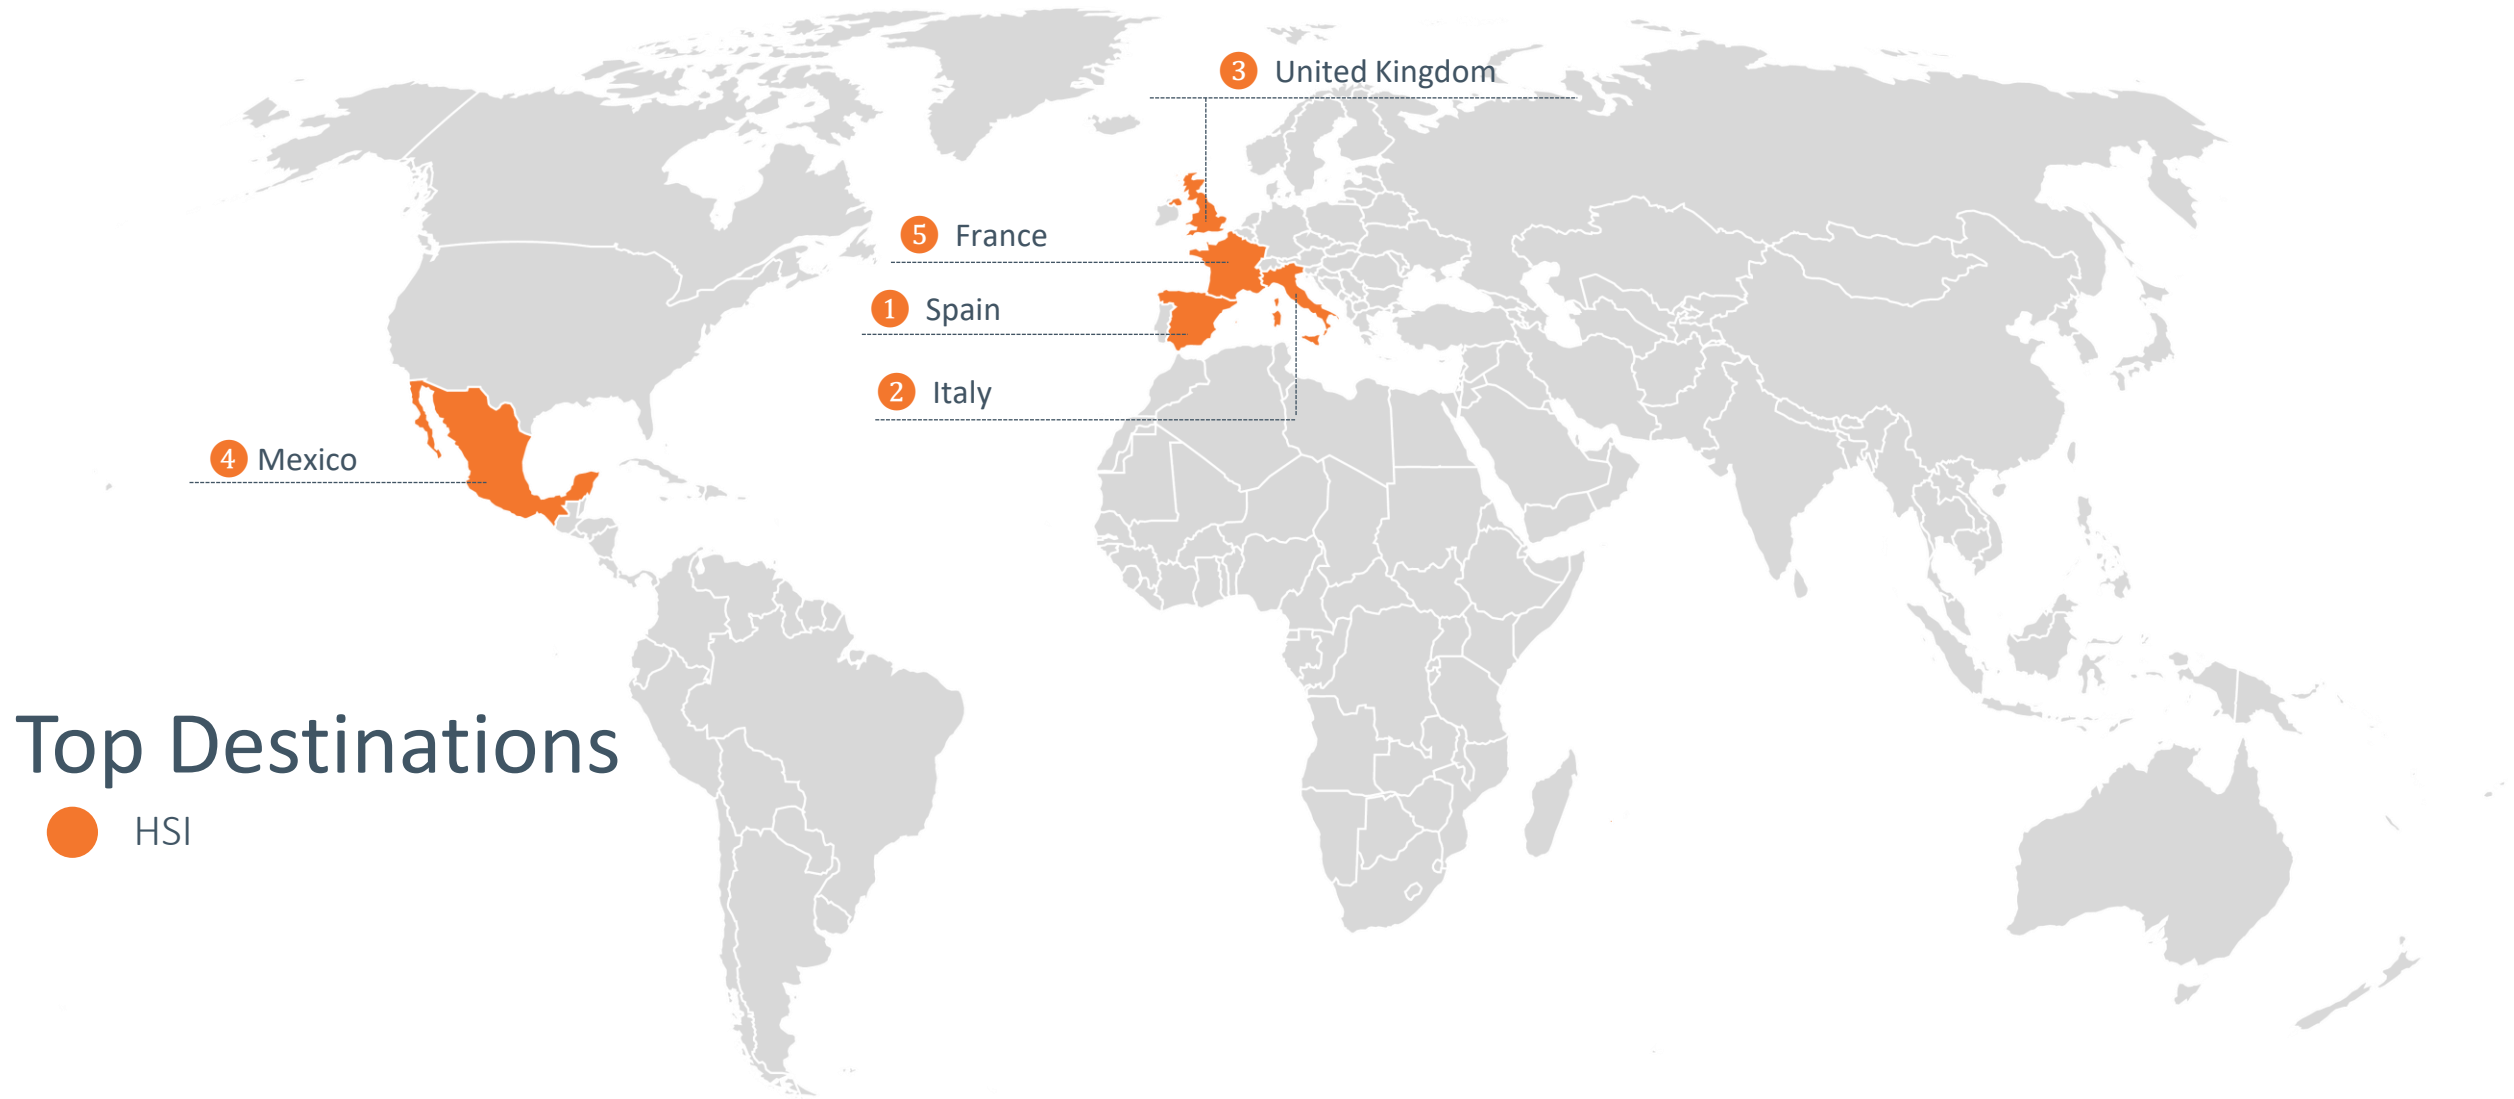 3 United Kingdom
5 France
1 Spain
2 Italy
4 Mexico
Top Destinations
HSI